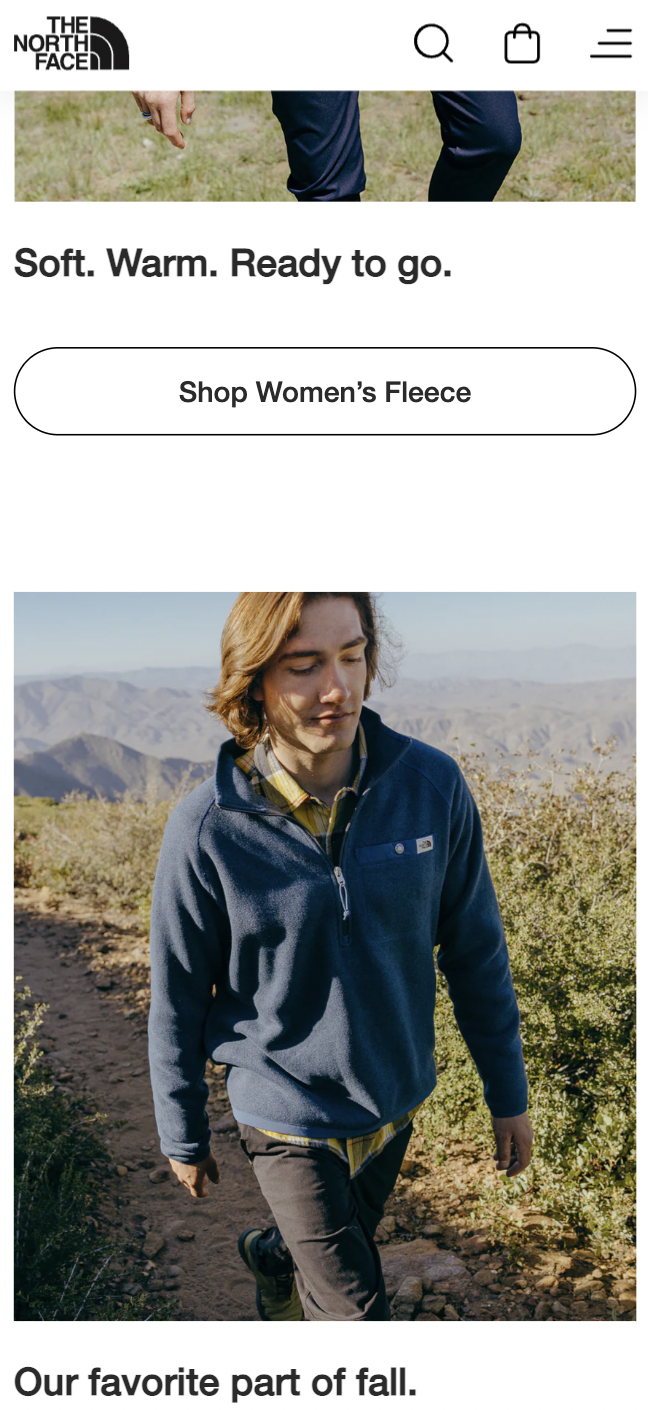 THE
NORTH
FACE
Soft. Warm. Ready to go.
Shop Women’s Fleece
Our favorite part of fall.